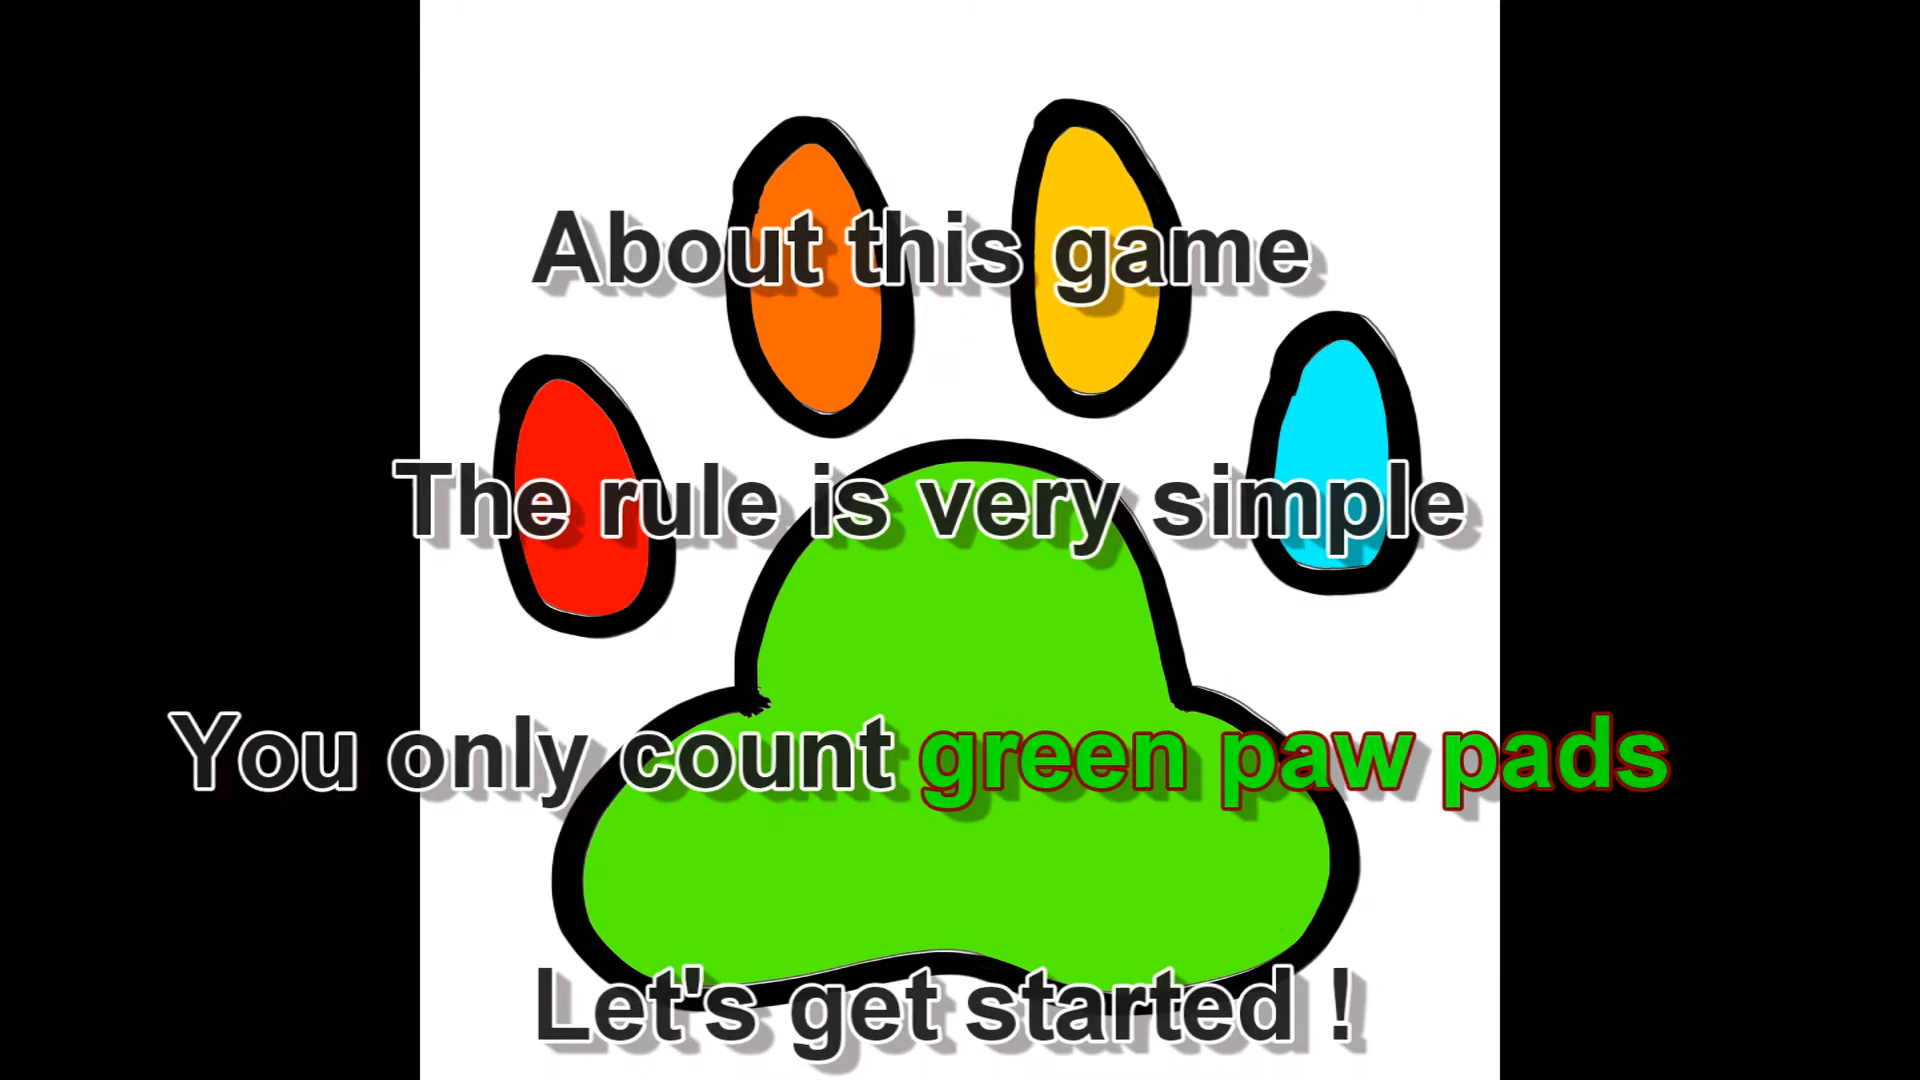 About this game
The rule is very simple
You only count green paw pads
Let's get started !